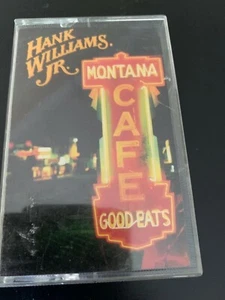 HANK
WILLIAMS,
JR.
MONTANA
CAFE
GOOD EATS